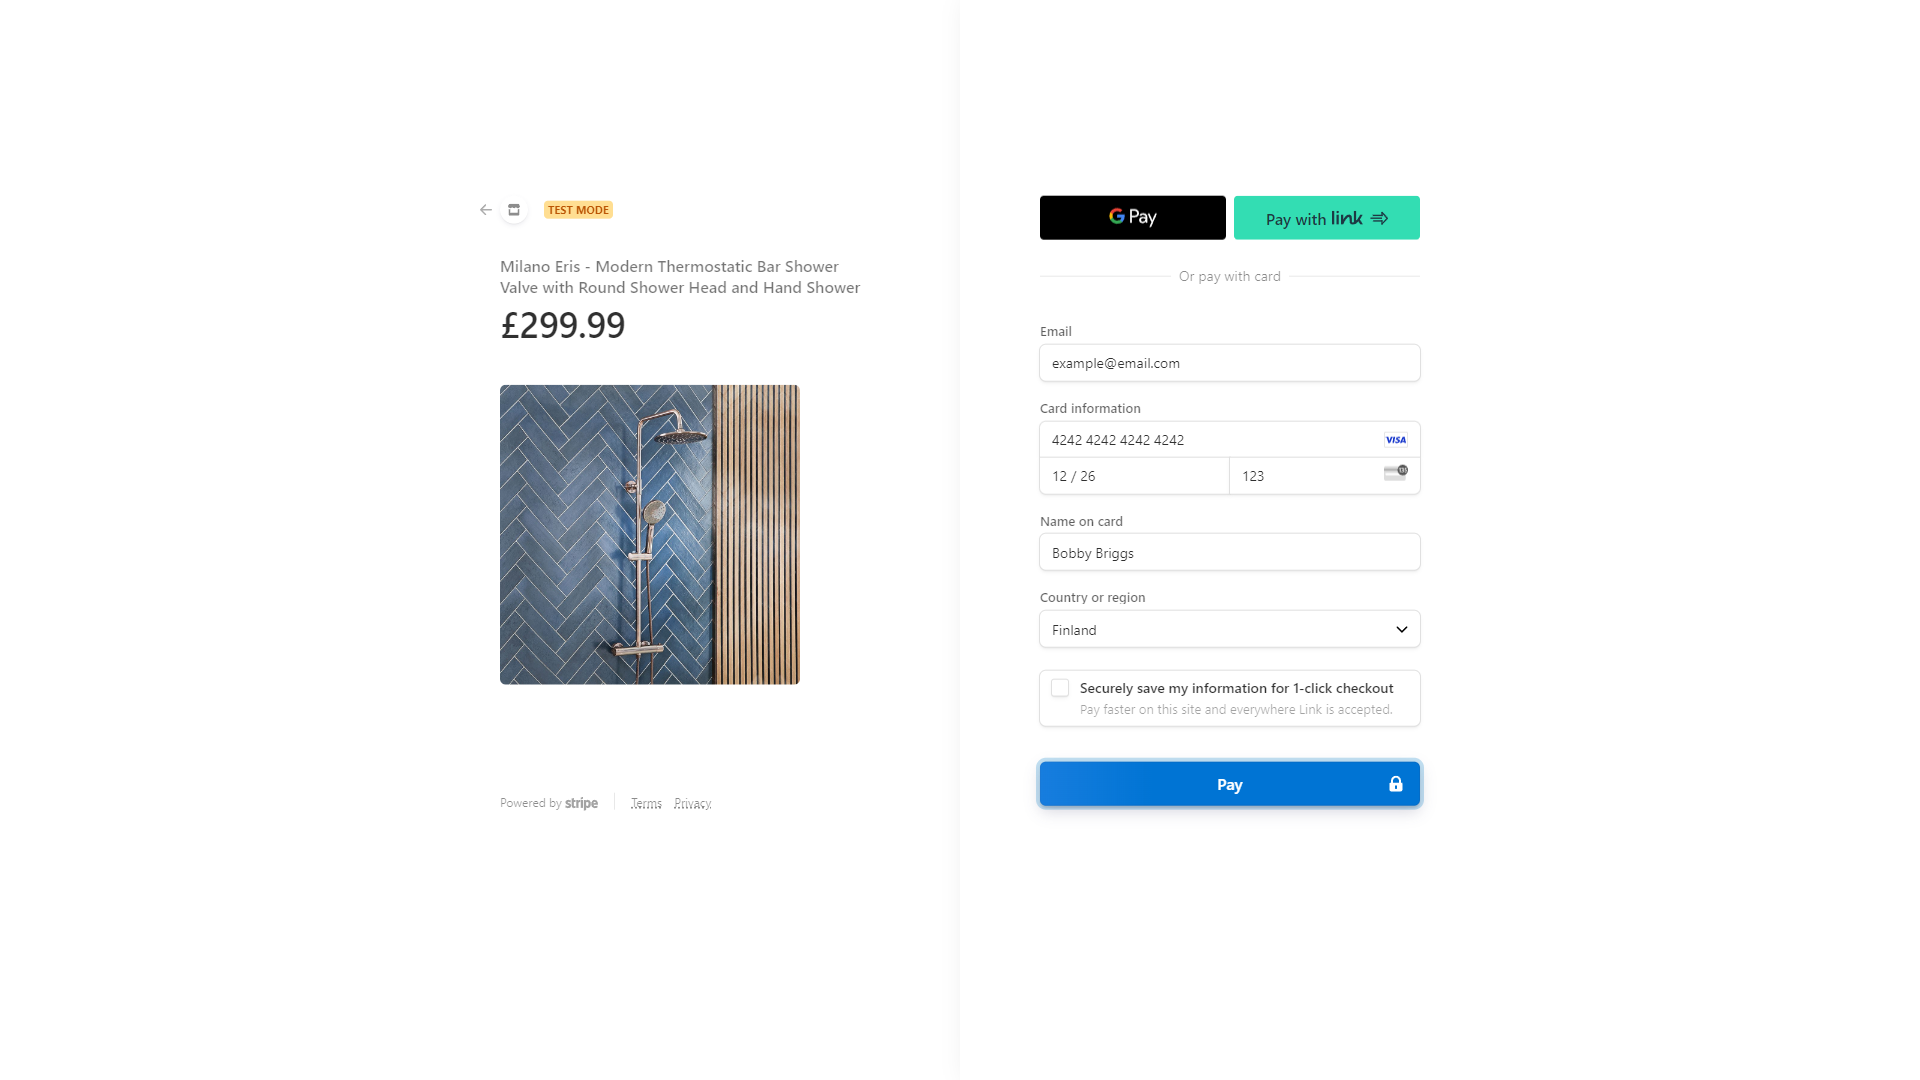 TEST MODE
Milano Eris - Modern Thermostatic Bar Shower
Valve with Round Shower Head and Hand Shower
£299.99
Powered by stripe
Terms
Privacy
G Pay
Pay with link
Or pay with card
Email
example@email.com
Card information
4242 4242 4242 4242
VISA
12 / 26
123
Name on card
Bobby Briggs
Country or region
Finland
Securely save my information for 1-click checkout
Pay faster on this site and everywhere Link is accepted.
Pay